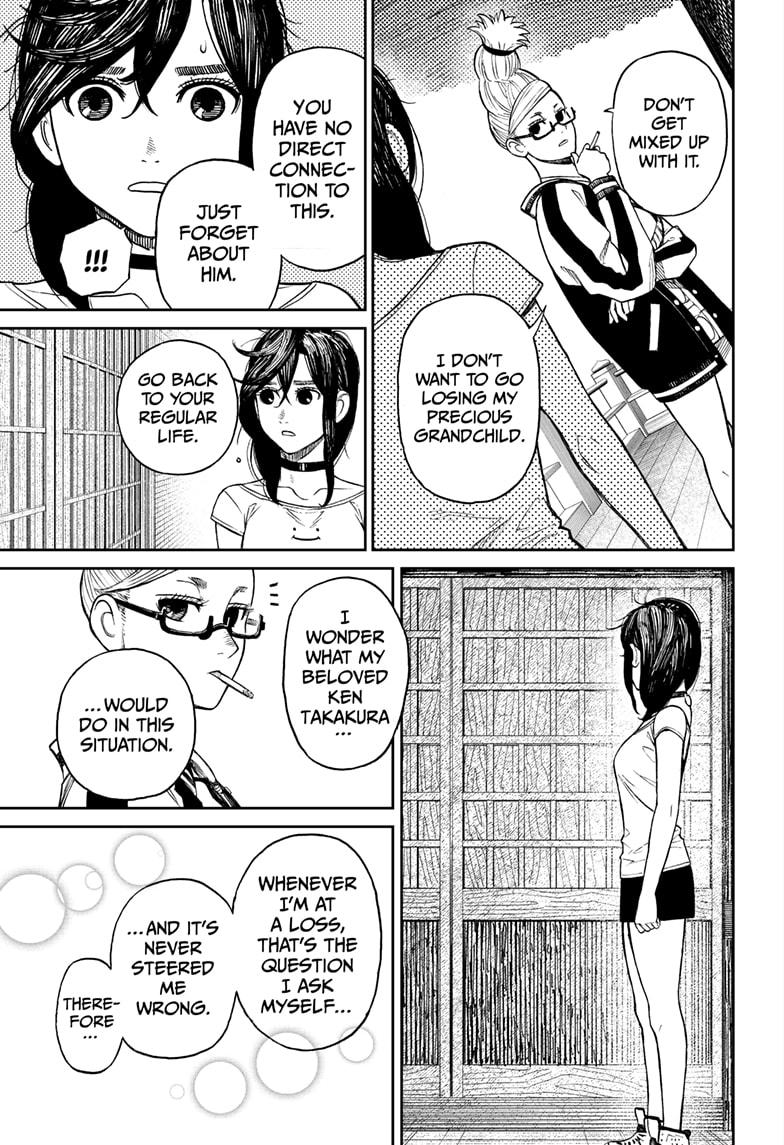 DON'T
GET
MIXED UP
WITH IT.
I DON'T
WANT TO GO
LOSING MY
PRECIOUS
GRANDCHILD.
YOU
HAVE NO
DIRECT
CONNEC-
TION TO
THIS.
JUST
FORGET
ABOUT
HIM.
!!!
GO BACK
TO YOUR
REGULAR
LIFE.
I
WONDER
WHAT MY
BELOVED
KEN
TAKAKURA
...
...WOULD
DO IN THIS
SITUATION.
WHENEVER
I'M AT
A LOSS,
THAT'S THE
QUESTION
I ASK
MYSELF...
...AND IT'S
NEVER
STEERED
ME
WRONG.
THERE-
FORE
...